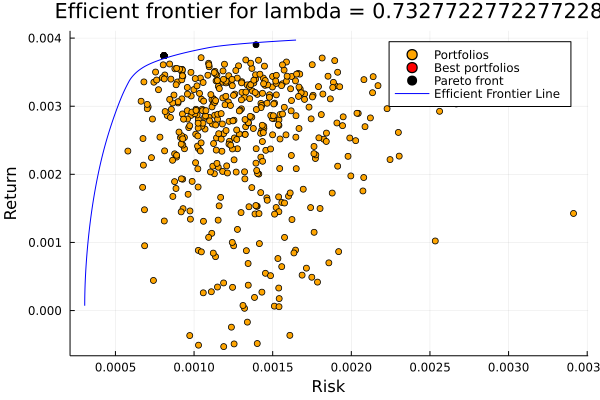 Efficient frontier for lambda = 0.7327722772277228
0.004
0.003
0.002
0.001
0.000
Return
Portfolios
Best portfolios
Pareto front
Efficient Frontier Line
0.0005 0.0010 0.0015 0.0020 0.0025 0.0030 0.003
Risk